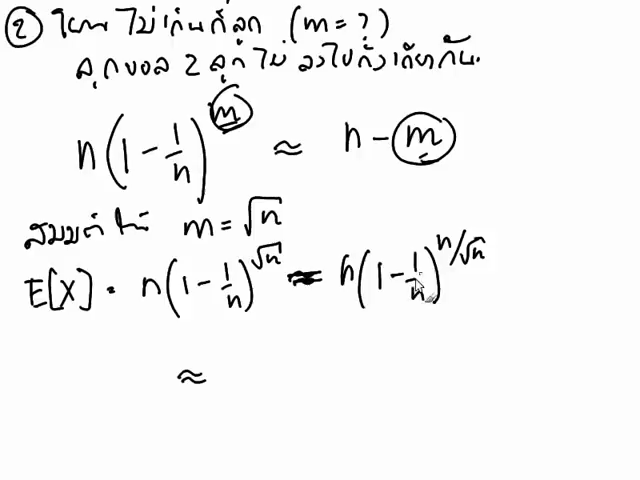 ② โยน ไม่เกินกี่ลูก (m = ?)
ลูกบอล 2 ลูก ไม่ลงไปถังเดียวกัน.
n(1 - 1/n)^m ≈ n - m
สมมติให้ m = √n
E[X] = n(1 - 1/n)^√n = n(1 - 1/n)^n/√n
≈